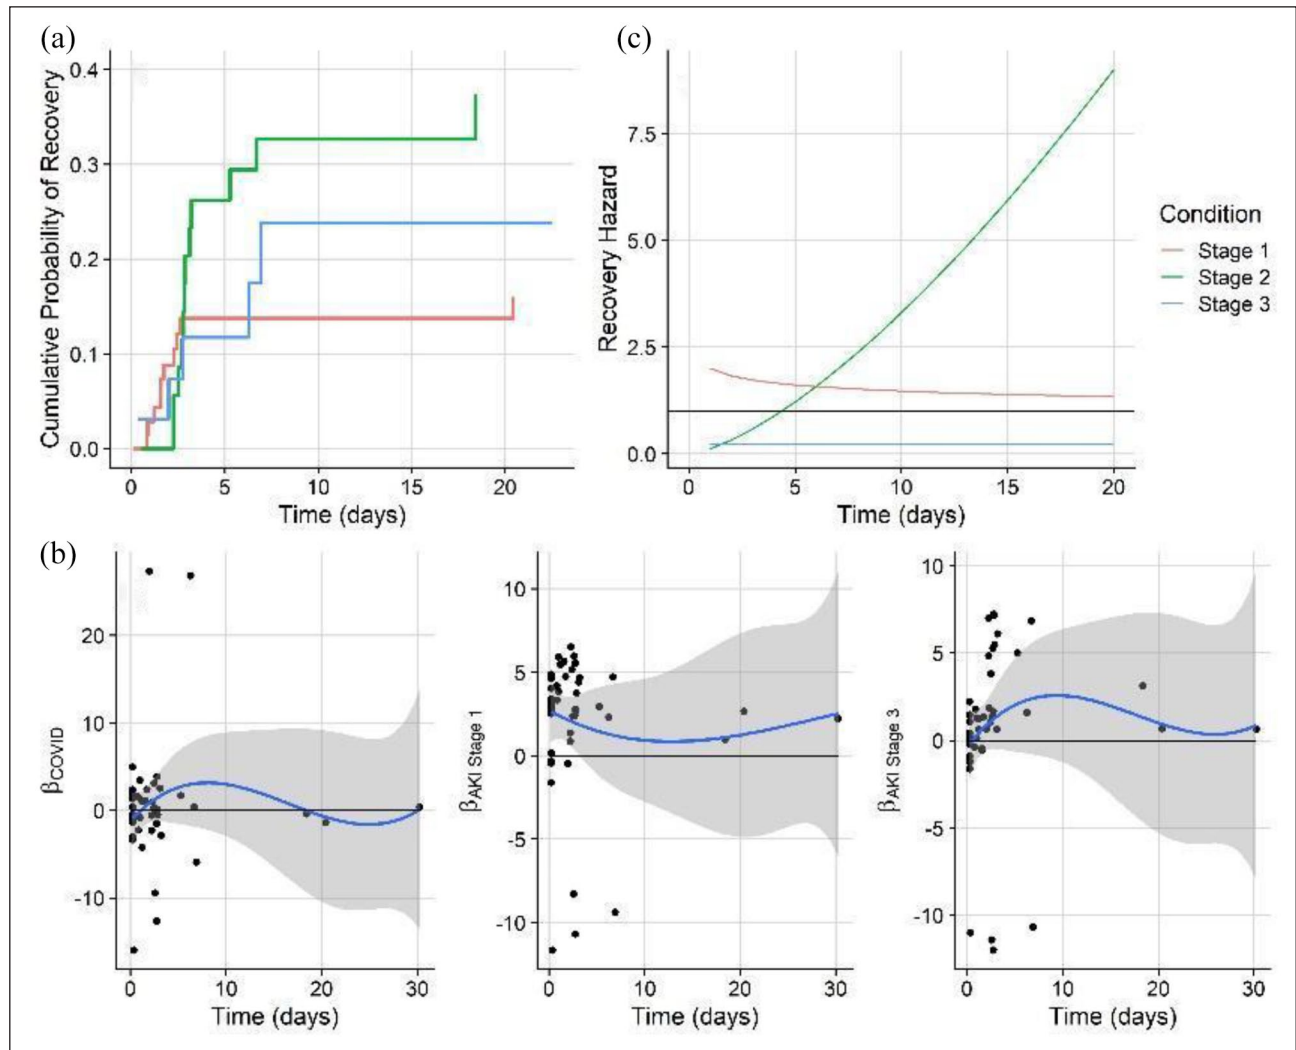 (a)
Cumulative Probability of Recovery
0.4
0.3
0.2
0.1
0.0
0 5 10 15 20
Time (days)
(c)
Recovery Hazard
7.5
5.0
2.5
0.0
0 5 10 15 20
Time (days)
Condition
Stage 1
Stage 2
Stage 3
(b)
βCOVID
20
10
0
-10
0 10 20 30
Time (days)
βAKI Stage 1
10
5
0
-5
-10
0 10 20 30
Time (days)
βAKI Stage 3
10
5
0
-5
-10
0 10 20 30
Time (days)